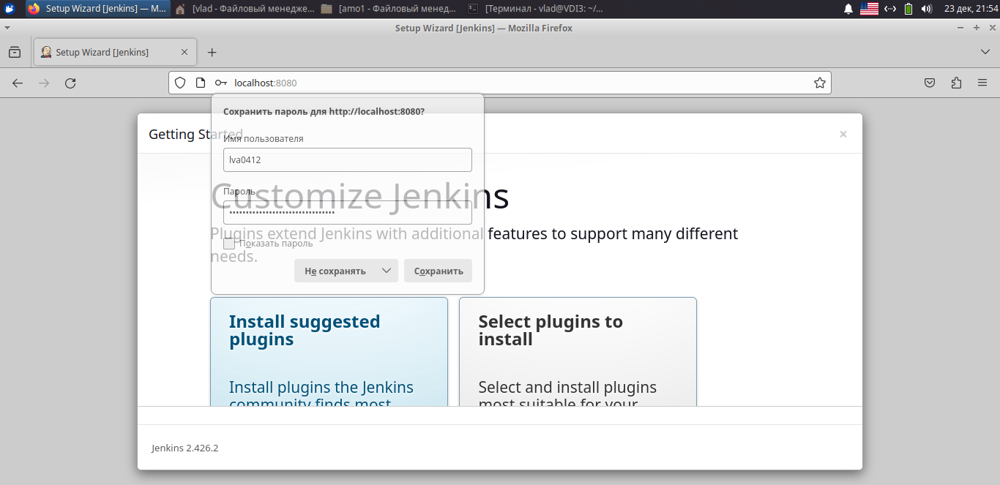 Setup Wizard [Jenkins] — M...
[vlad - Файловый менедже...
[amo1 - Файловый менед...
[Терминал - vlad@VDI3: ~/...
23 дек, 21:54
Setup Wizard [Jenkins] — Mozilla Firefox
Setup Wizard [Jenkins]
localhost:8080
Сохранить пароль для http://localhost:8080?
Getting Started
Имя пользователя
lva0412
Пароль
Customize Jenkins
••••••••••••••••••••••••••••••••
Plugins extend Jenkins with additional features to support many different
Показать пароль
needs.
Не сохранять
Сохранить
Install suggested
plugins
Install plugins the Jenkins
community finds most
Select plugins to
install
Select and install plugins
most suitable for your
Jenkins 2.426.2